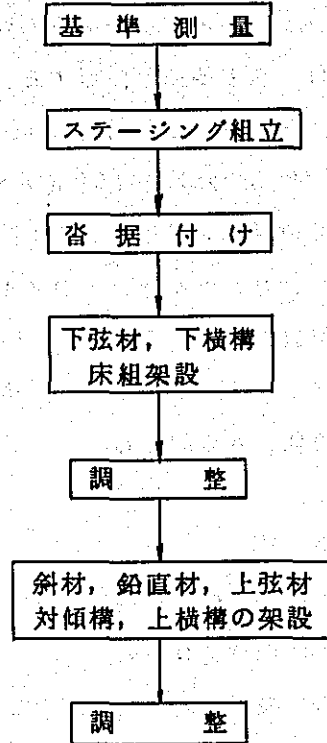 基準測量
ステージング組立
沓据付け
下弦材，下横構
床組架設
調整
斜材，鉛直材，上弦材
対傾構，上横構の架設
調整